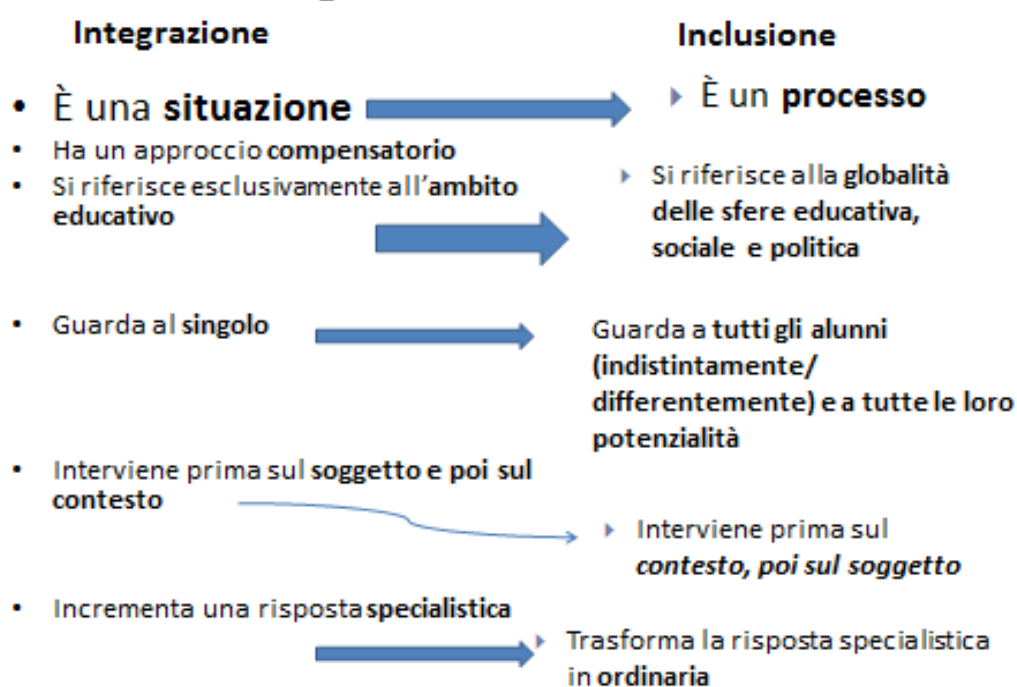 Integrazione
• È una situazione
• Ha un approccio compensatorio
• Si riferisce esclusivamente all'ambito
educativo
• Guarda al singolo
• Interviene prima sul soggetto e poi sul
contesto
• Incrementa una risposta specialistica
Inclusione
È un processo
Si riferisce alla globalità
delle sfere educativa,
sociale e politica
Guarda a tutti gli alunni
(indistintamente/
differentemente) e a tutte le loro
potenzialità
Interviene prima sul
contesto, poi sul soggetto
Trasforma la risposta specialistica
in ordinaria